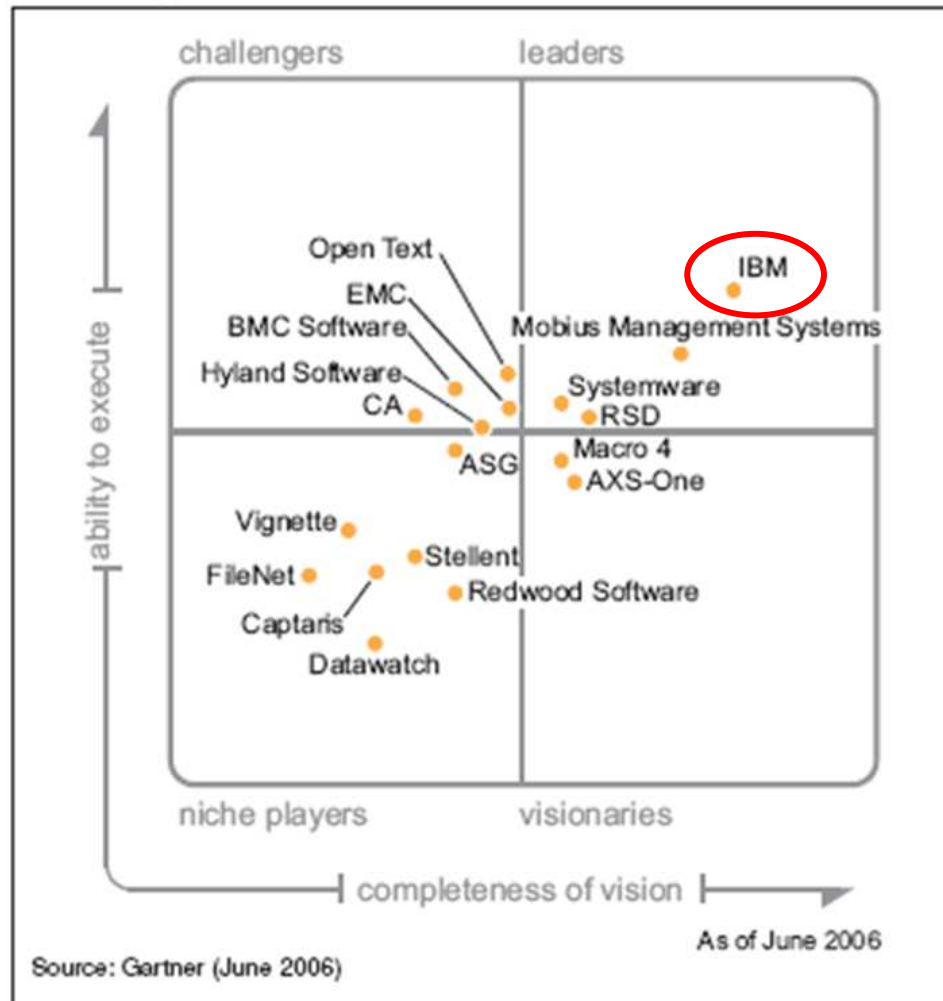 challengers
leaders
ability to execute
Open Text
IBM
EMC
BMC Software
Mobius Management Systems
Hyland Software
Systemware
CA
RSD
Macro 4
ASG
AXS-One
Vignette
Stellent
FileNet
Redwood Software
Captaris
Datawatch
niche players
visionaries
completeness of vision
As of June 2006
Source: Gartner (June 2006)